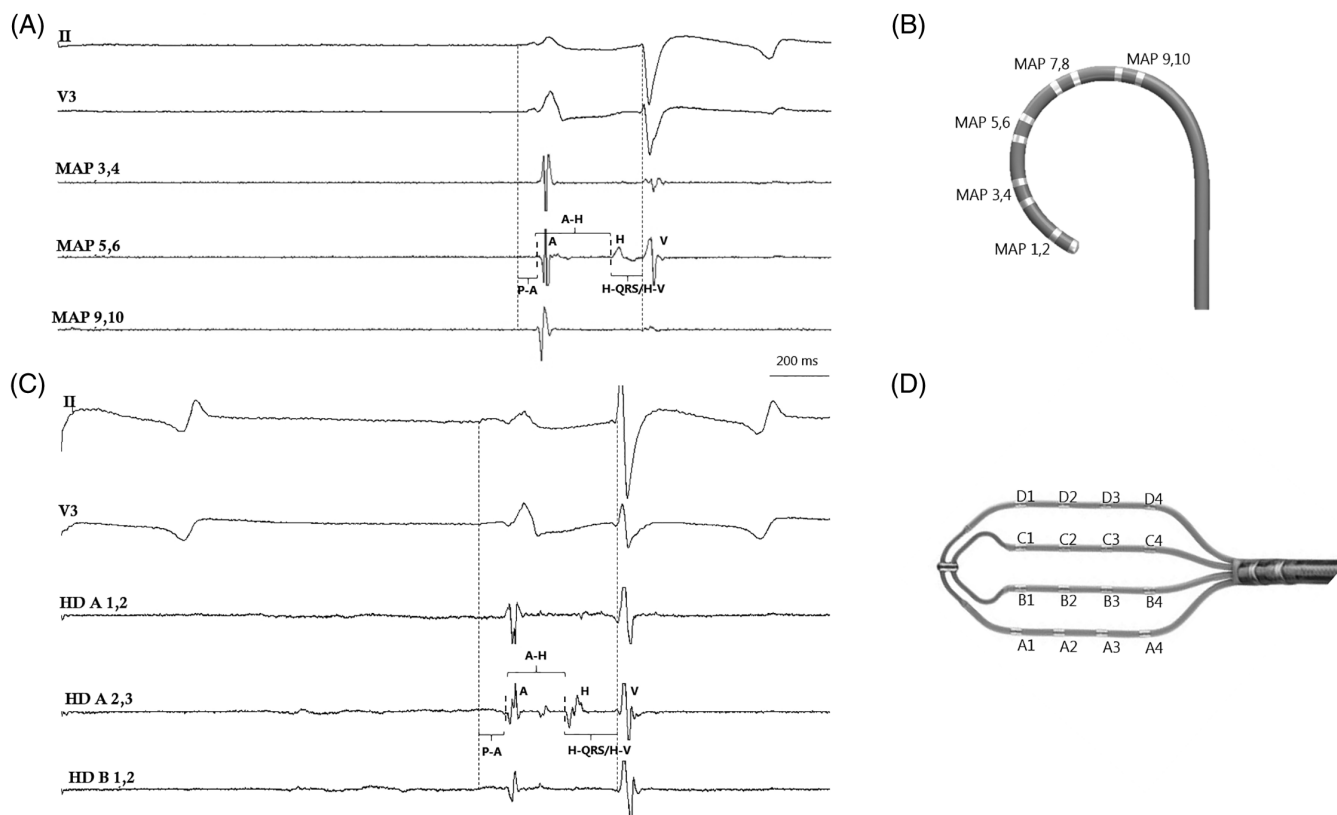 (A)
II
V3
MAP 3,4
A-H
MAP 5,6
A
H
V
P-A
H-QRS/H-V
MAP 9,10
200 ms
(B)
MAP 7,8
MAP 9,10
MAP 5,6
MAP 3,4
MAP 1,2
(C)
II
V3
HD A 1,2
A-H
HD A 2,3
A
H
V
P-A
H-QRS/H-V
HD B 1,2
(D)
D1 D2 D3 D4
C1 C2 C3 C4
B1 B2 B3 B4
A1 A2 A3 A4